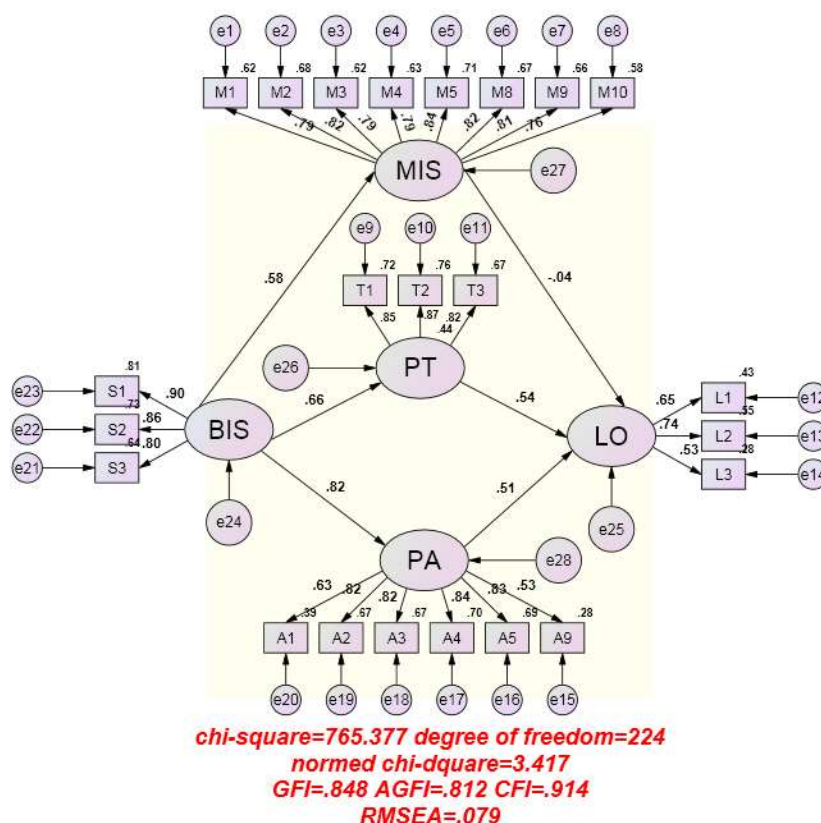 e1 e2 e3 e4 e5 e6 e7 e8
.62 .68 .62 .63 .71 .67 .66 .58
M1 M2 M3 M4 M5 M8 M9 M10
.79 .82 .79 .79 .84 .82 .81 .76
MIS e27
e9 e10 e11
.72 .76 .67
T1 T2 T3
.58 -.04
.85 .87 .82
.44
e26 PT
.81
e23 S1 .90
.73
e22 S2 .86
.64
e21 S3 .80
BIS
.66 .54
LO
.43
.65 L1 e12
.55
.74 L2 e13
.28
.53 L3 e14
e24 .82 .51 e25
PA e28
.63 .82 .82 .84 .83 .53
.39 .67 .67 .70 .69 .28
A1 A2 A3 A4 A5 A9
e20 e19 e18 e17 e16 e15
chi-square=765.377 degree of freedom=224
normed chi-dquare=3.417
GFI=.848 AGFI=.812 CFI=.914
RMSEA=.079